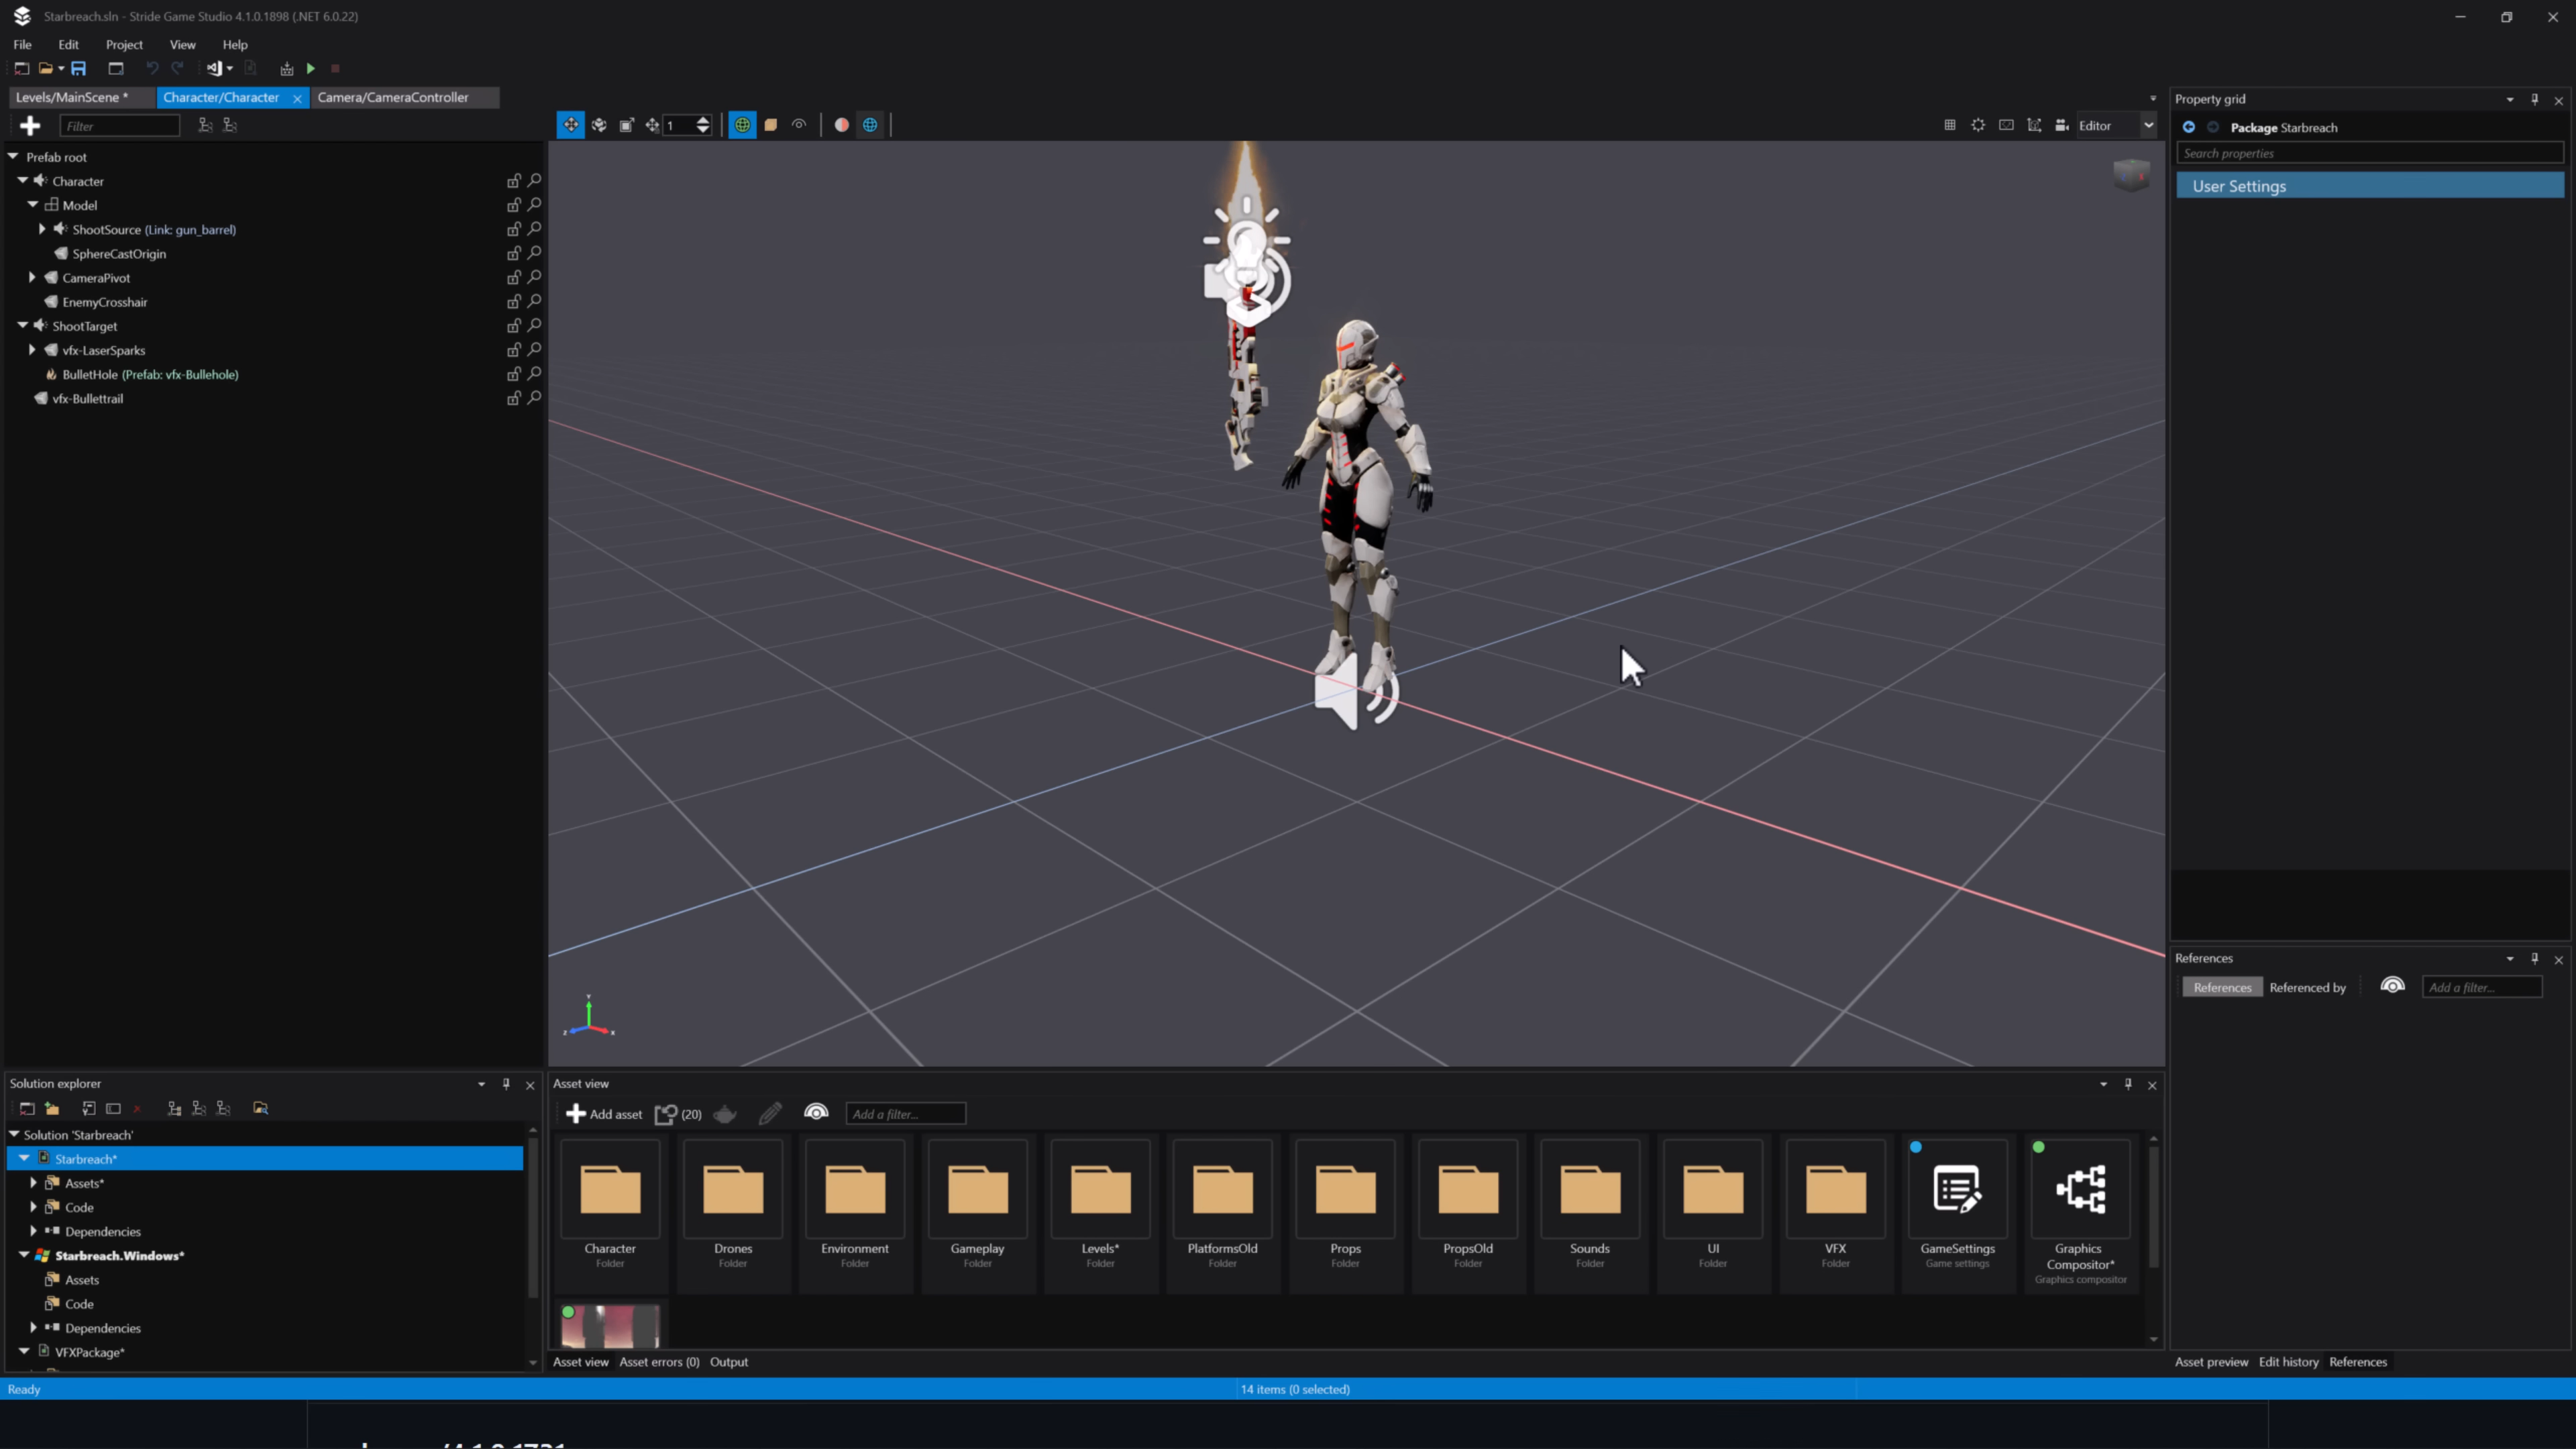 Starbreach.sln - Stride Game Studio 4.1.0.1898 (.NET 6.0.22)
File Edit Project View Help
Levels/MainScene * Character/Character Camera/CameraController
Filter
1
Editor
Prefab root
Character
Model
ShootSource (Link: gun_barrel)
SphereCastOrigin
CameraPivot
EnemyCrosshair
ShootTarget
vfx-LaserSparks
BulletHole (Prefab: vfx-Bullehole)
vfx-Bullettrail
Y
Z
X
Property grid
Package Starbreach
Search properties
User Settings
References
References Referenced by Add a filter...
Solution explorer
Solution 'Starbreach'
Starbreach*
Assets*
Code
Dependencies
Starbreach.Windows*
Assets
Code
Dependencies
VFXPackage*
Asset view
Add asset (20) Add a filter...
Character
Folder
Drones
Folder
Environment
Folder
Gameplay
Folder
Levels*
Folder
PlatformsOld
Folder
Props
Folder
PropsOld
Folder
Sounds
Folder
UI
Folder
VFX
Folder
GameSettings
Game settings
Graphics
Compositor*
Graphics compositor
Asset view Asset errors (0) Output
Asset preview Edit history References
Ready
14 items (0 selected)